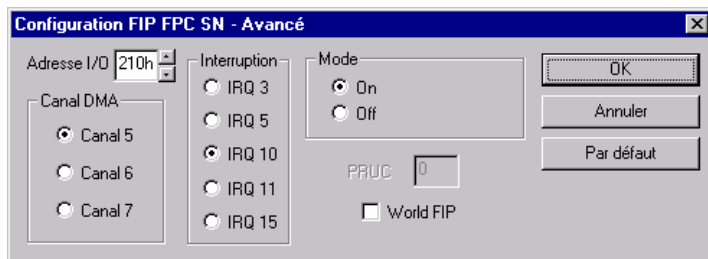 Configuration FIP FPC SN - Avancé
Adresse I/O 210h
Canal DMA
Canal 5
Canal 6
Canal 7
Interruption
IRQ 3
IRQ 5
IRQ 10
IRQ 11
IRQ 15
Mode
On
Off
PRUC 0
World FIP
OK
Annuler
Par défaut